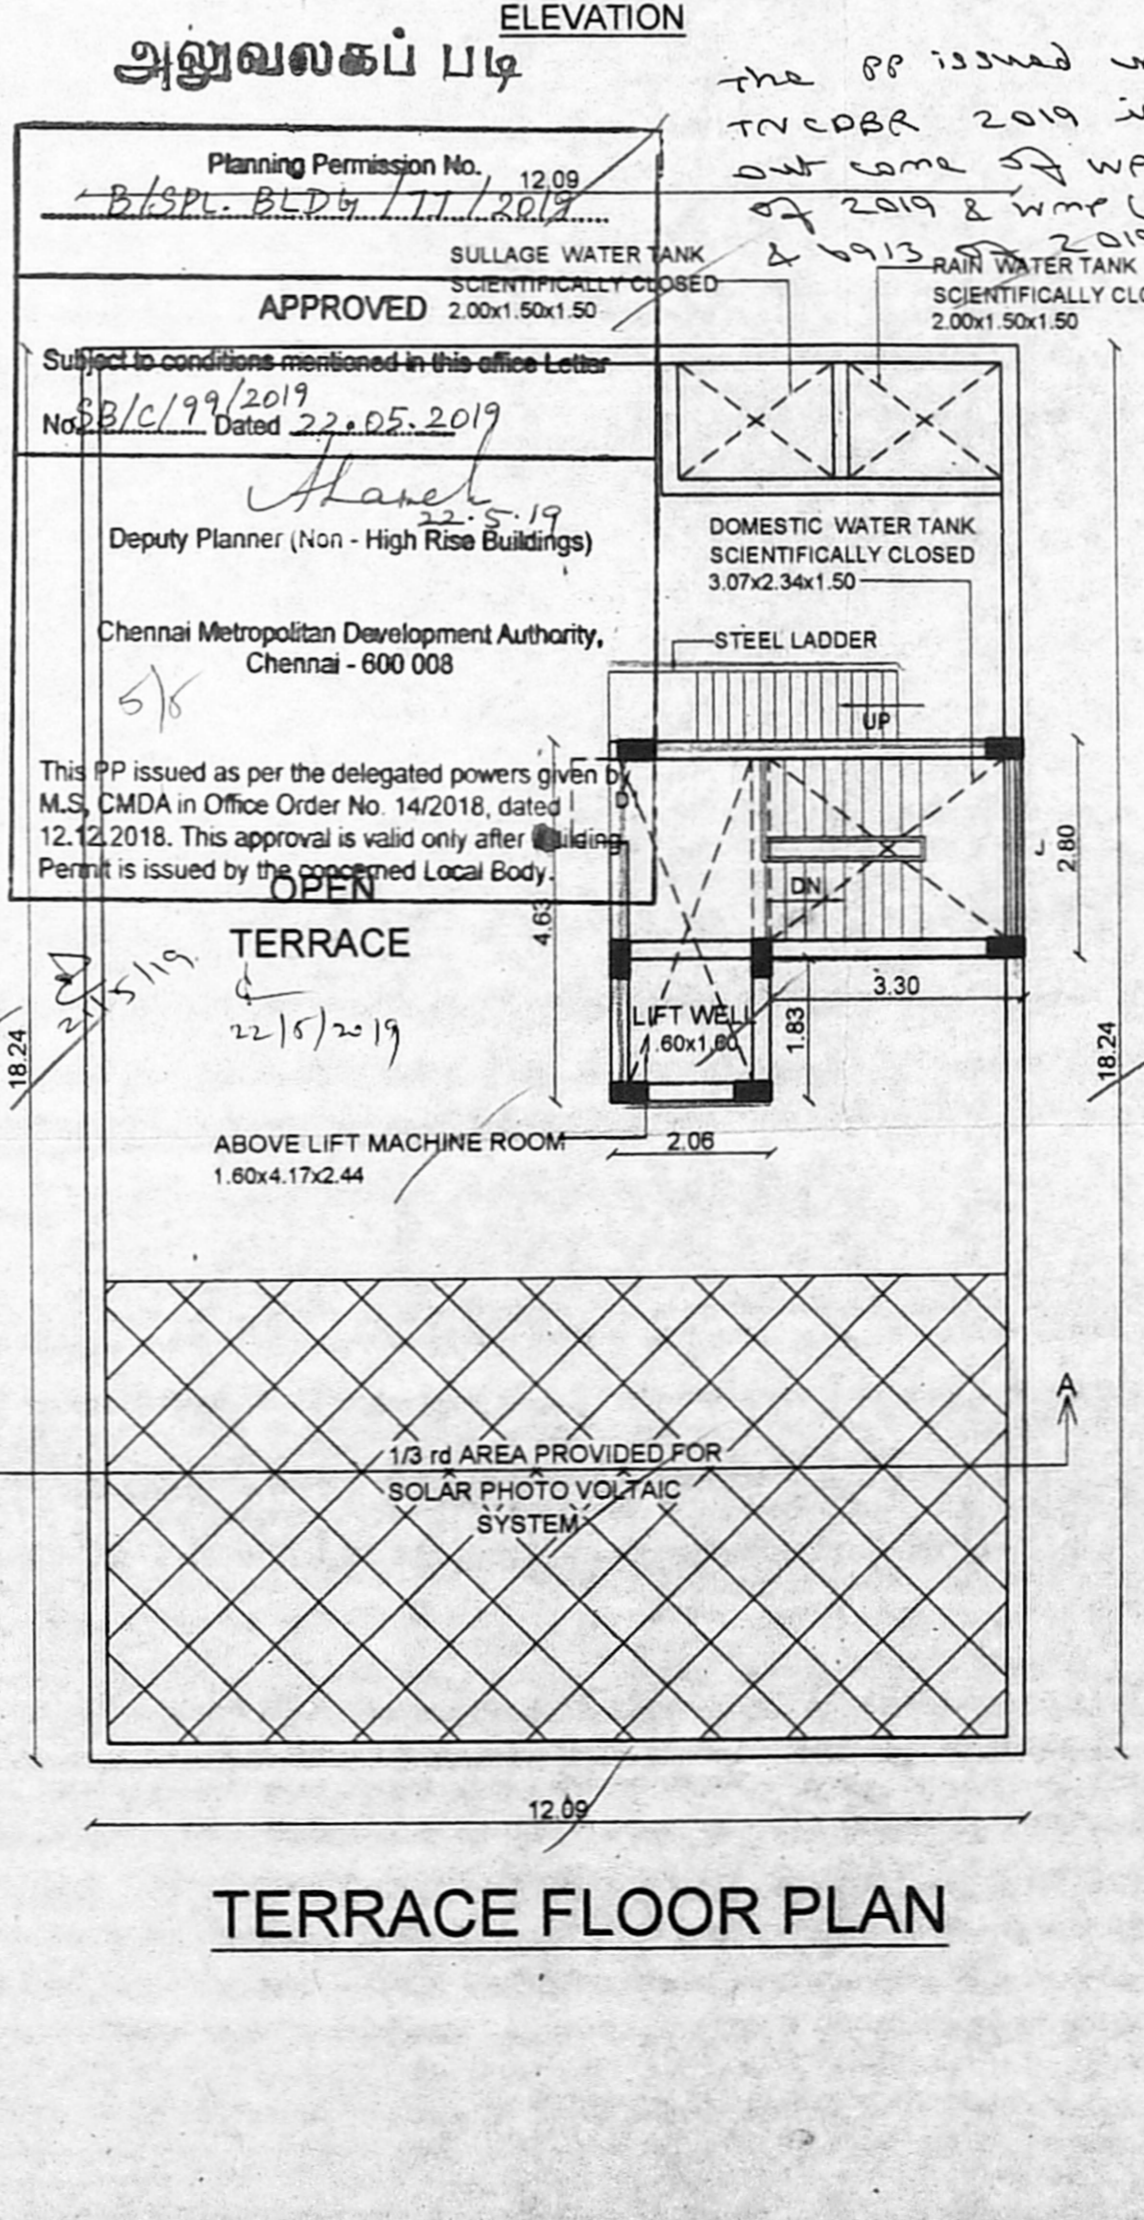 ELEVATION
அலுவலகப் படி
The PP issued
TNCDBR 2019
out come of
of 2019 &
& 6913 of 2019
Planning Permission No.
12.09
B/SPL. BLDG /77/2019
SULLAGE WATER TANK
SCIENTIFICALLY CLOSED
2.00x1.50x1.50
RAIN WATER TANK
SCIENTIFICALLY
2.00x1.50x1.50
APPROVED
Subject to conditions mentioned in this office Letter
No. SB/C/99/2019 Dated 22.05.2019
22.5.19
Deputy Planner (Non - High Rise Buildings)
DOMESTIC WATER TANK
SCIENTIFICALLY CLOSED
3.07x2.34x1.50
Chennai Metropolitan Development Authority,
Chennai - 600 008
STEEL LADDER
UP
This PP issued as per the delegated powers given by
M.S, CMDA in Office Order No. 14/2018, dated
12.12.2018. This approval is valid only after Building
Permit is issued by the concerned Local Body.
D
2.80
DN
4.63
OPEN
TERRACE
22/5/2019
3.30
LIFT WELL
1.60x1.60
1.83
18.24
18.24
ABOVE LIFT MACHINE ROOM
1.60x4.17x2.44
2.06
A
1/3 rd AREA PROVIDED FOR
SOLAR PHOTO VOLTAIC
SYSTEM
12.09
TERRACE FLOOR PLAN